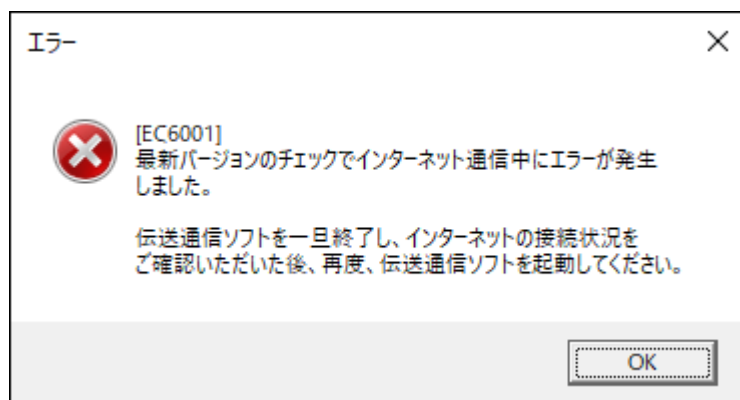 エラー
[EC6001]
最新バージョンのチェックでインターネット通信中にエラーが発生
しました。
伝送通信ソフトを一旦終了し、インターネットの接続状況を
ご確認いただいた後、再度、伝送通信ソフトを起動してください。
OK